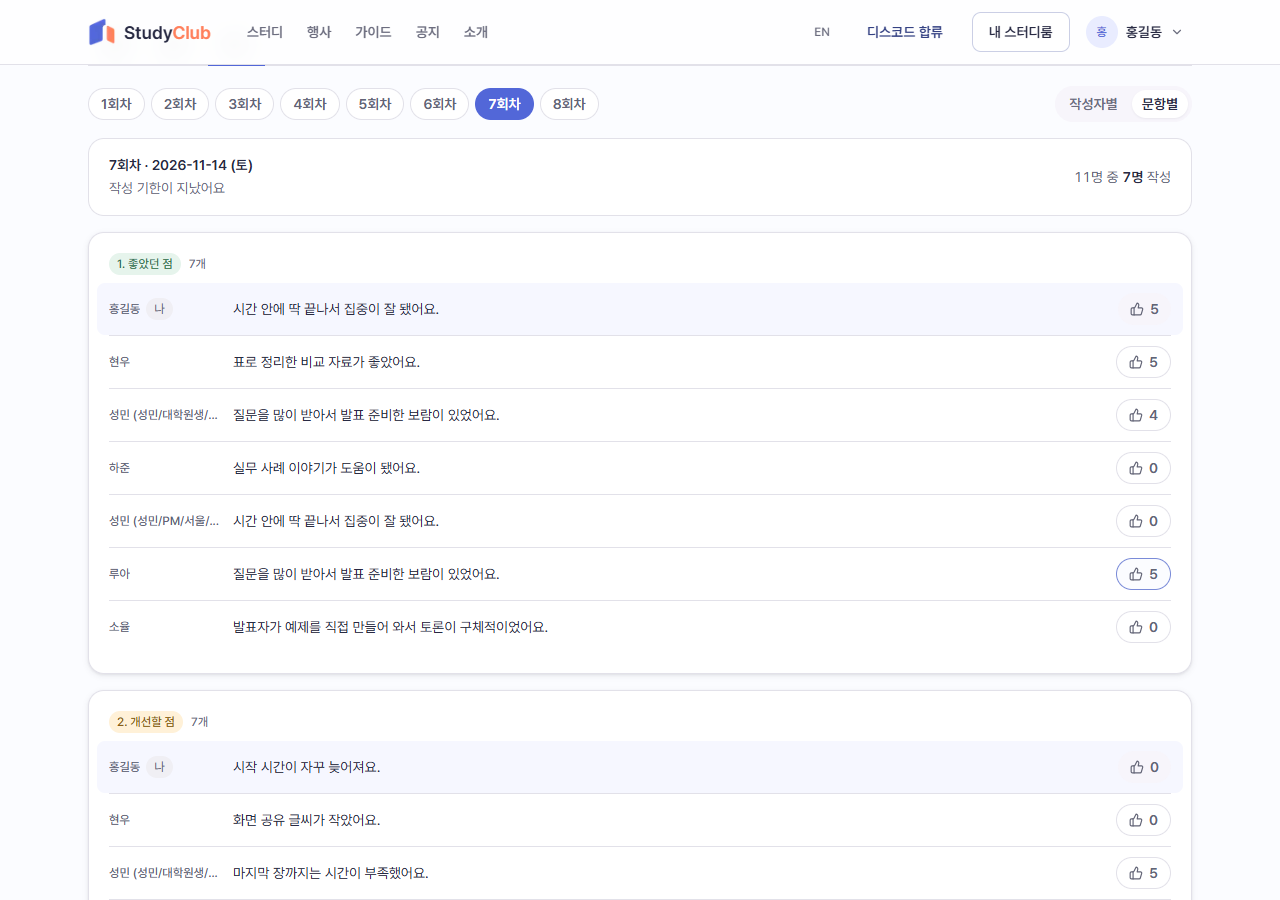 StudyClub 스터디 행사 가이드 공지 소개 EN 디스코드 합류 내 스터디룸 홍 홍길동
1회차 2회차 3회차 4회차 5회차 6회차 7회차 8회차 작성자별 문항별
7회차 · 2026-11-14 (토)
작성 기한이 지났어요
11명 중 7명 작성
1. 좋았던 점 7개
홍길동 나 시간 안에 딱 끝나서 집중이 잘 됐어요. 5
현우 표로 정리한 비교 자료가 좋았어요. 5
성민 (성민/대학원생/... 질문을 많이 받아서 발표 준비한 보람이 있었어요. 4
하준 실무 사례 이야기가 도움이 됐어요. 0
성민 (성민/PM/서울/... 시간 안에 딱 끝나서 집중이 잘 됐어요. 0
루아 질문을 많이 받아서 발표 준비한 보람이 있었어요. 5
소율 발표자가 예제를 직접 만들어 와서 토론이 구체적이었어요. 0
2. 개선할 점 7개
홍길동 나 시작 시간이 자꾸 늦어져요. 0
현우 화면 공유 글씨가 작았어요. 0
성민 (성민/대학원생/... 마지막 장까지는 시간이 부족했어요. 5